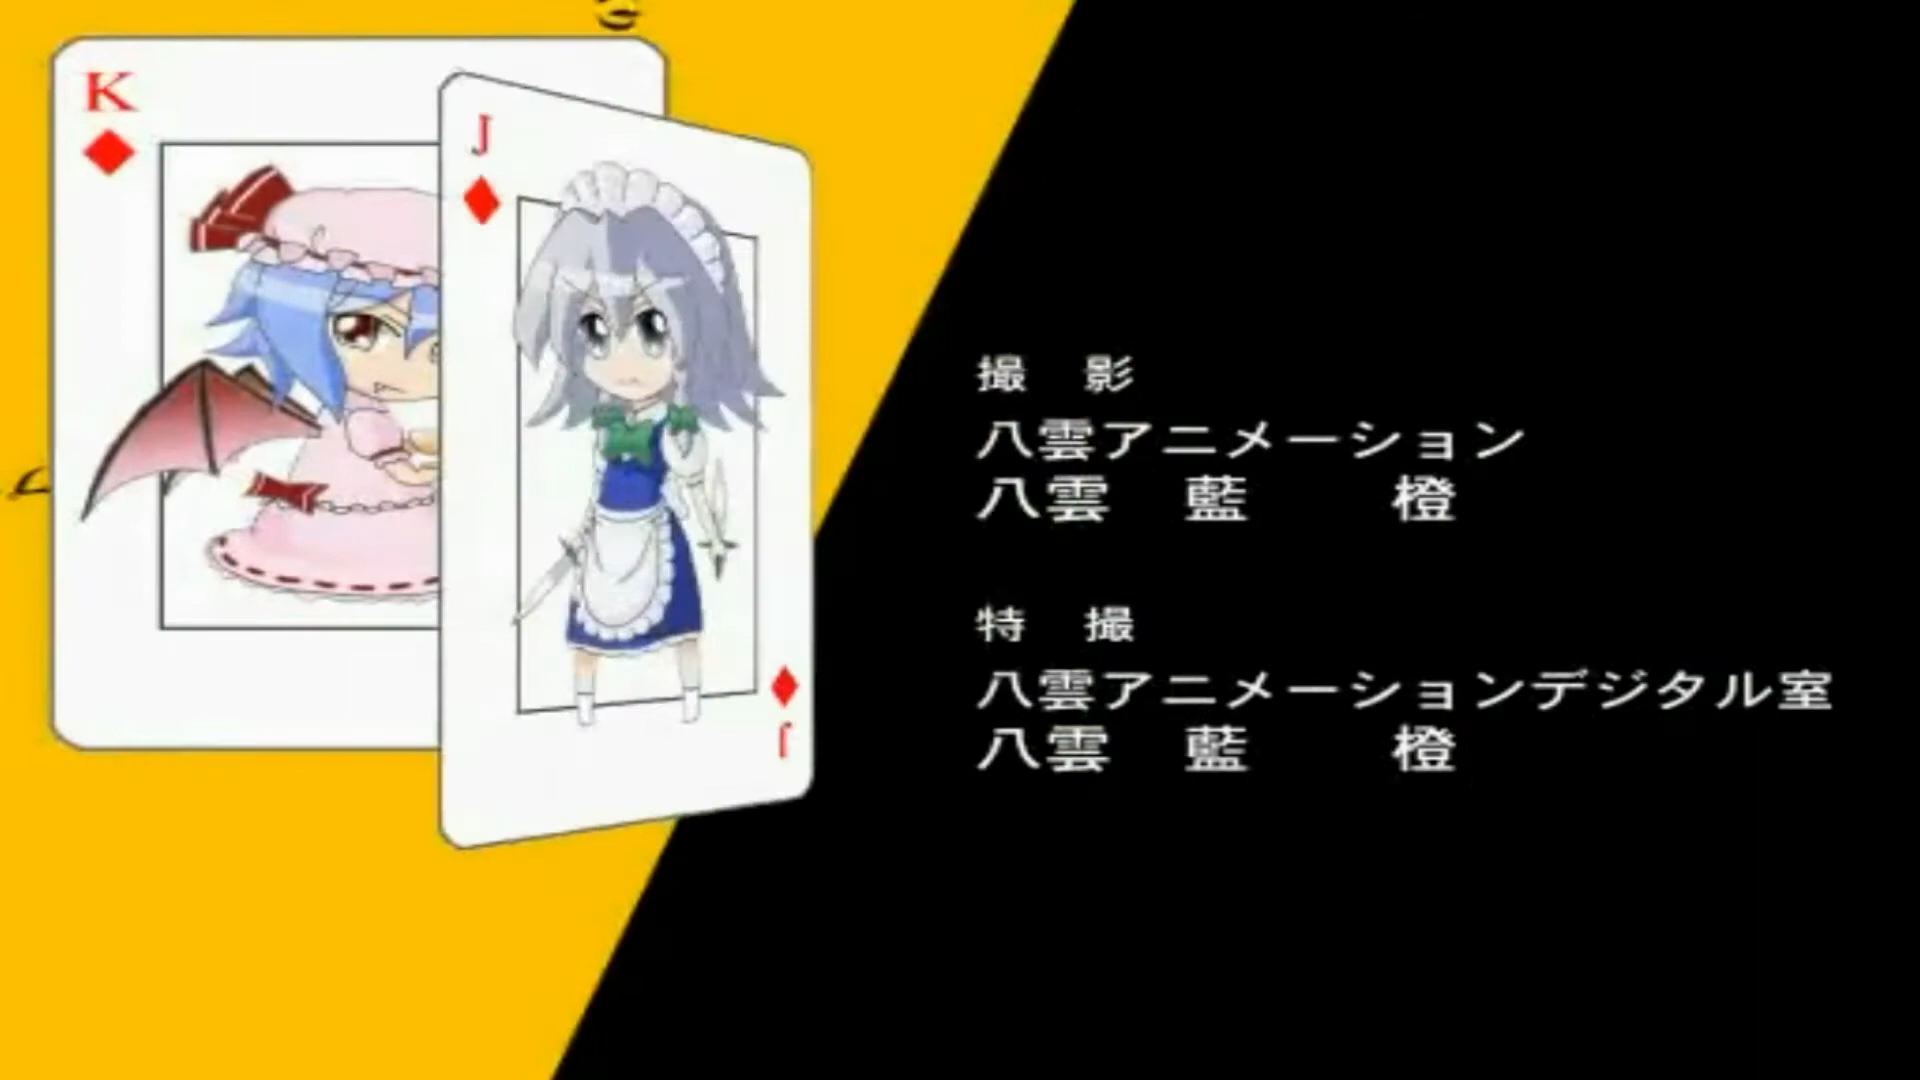 K
J
J
撮 影
八雲アニメーション
八雲 藍 橙
特 撮
八雲アニメーションデジタル室
八雲 藍 橙